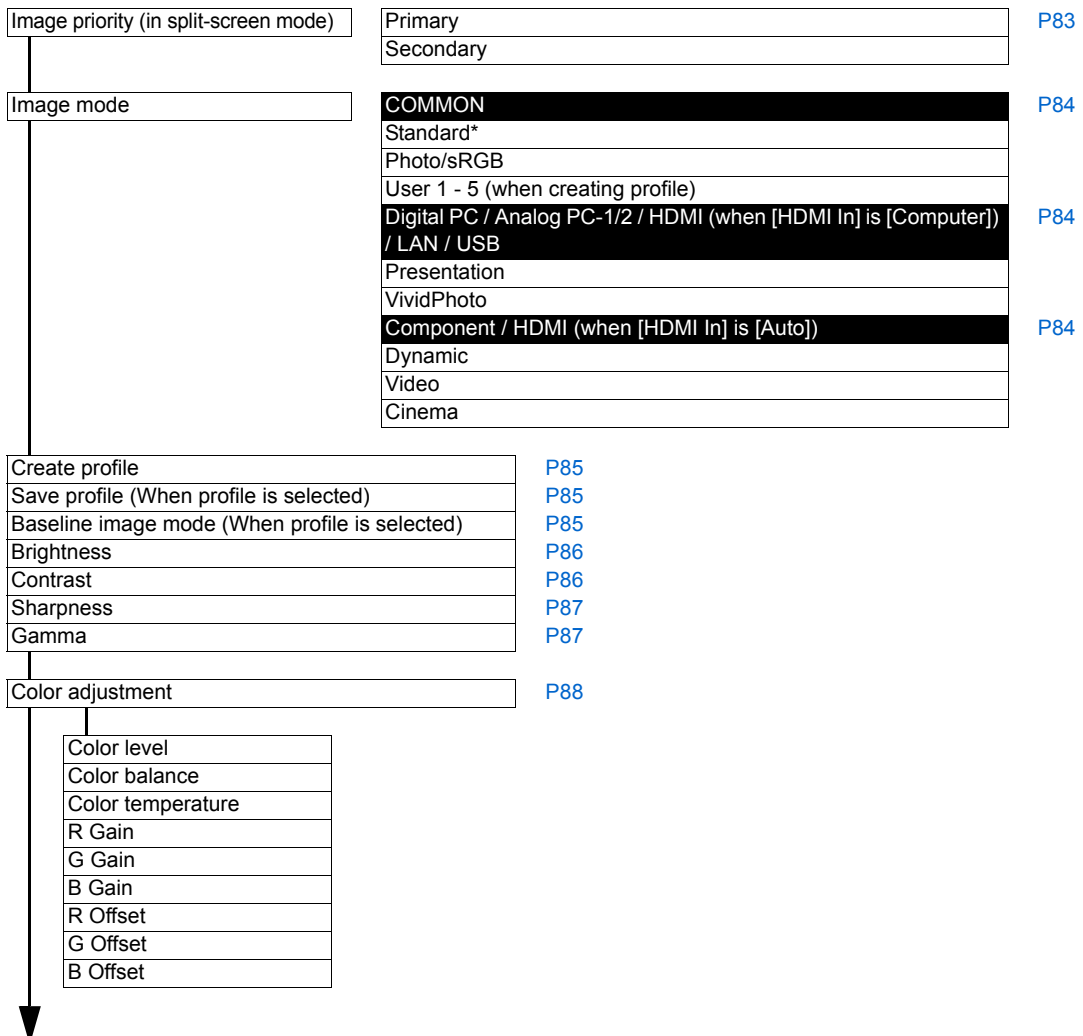 Image priority (in split-screen mode) Primary P83
Secondary
Image mode COMMON P84
Standard*
Photo/sRGB
User 1 - 5 (when creating profile)
Digital PC / Analog PC-1/2 / HDMI (when [HDMI In] is [Computer]) P84
/ LAN / USB
Presentation
VividPhoto
Component / HDMI (when [HDMI In] is [Auto]) P84
Dynamic
Video
Cinema
Create profile P85
Save profile (When profile is selected) P85
Baseline image mode (When profile is selected) P85
Brightness P86
Contrast P86
Sharpness P87
Gamma P87
Color adjustment P88
Color level
Color balance
Color temperature
R Gain
G Gain
B Gain
R Offset
G Offset
B Offset